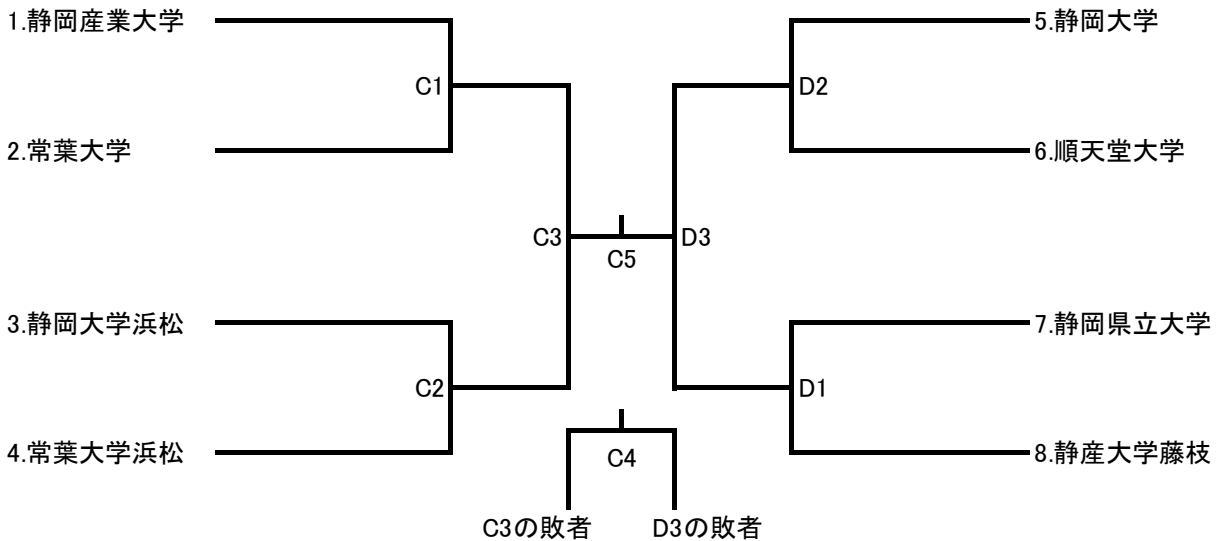 1.静岡産業大学
5.静岡大学
C1
D2
2.常葉大学
6.順天堂大学
C3
D3
C5
3.静岡大学浜松
7.静岡県立大学
C2
D1
4.常葉大学浜松
C4
8.静産大学藤枝
C3の敗者
D3の敗者